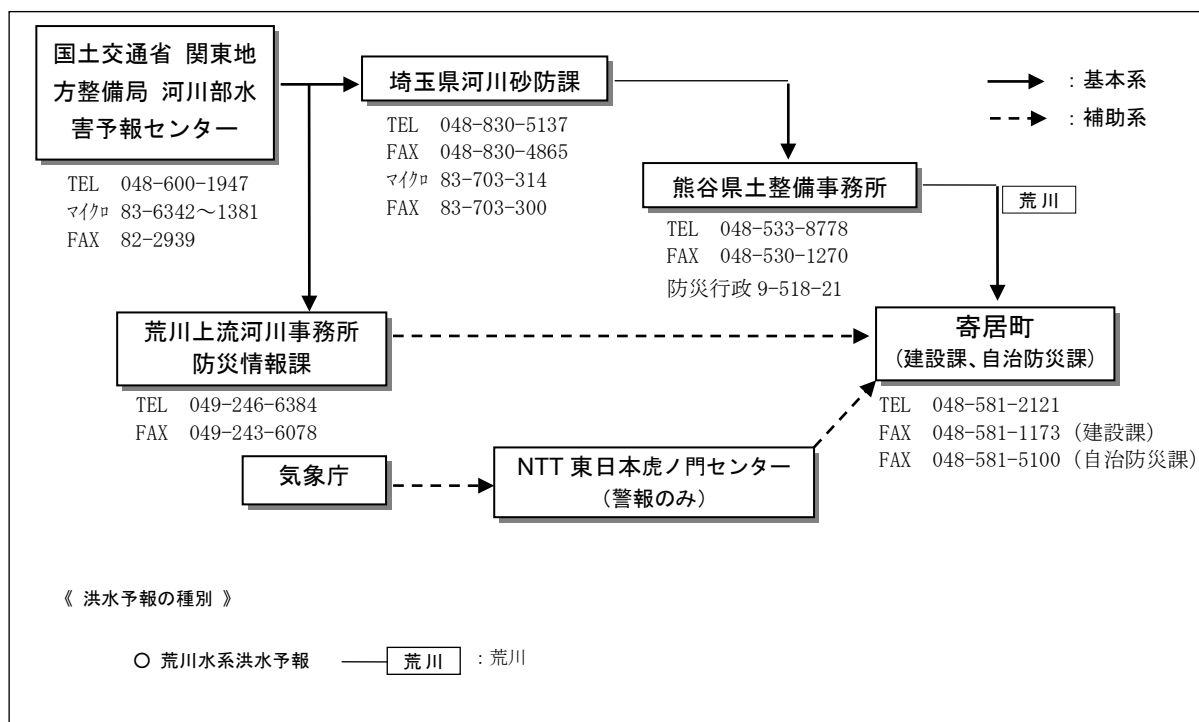 国土交通省 関東地
方整備局 河川部水
害予報センター
TEL 048-600-1947
ﾏｲｸﾛ 83-6342～1381
FAX 82-2939
埼玉県河川砂防課
TEL 048-830-5137
FAX 048-830-4865
ﾏｲｸﾛ 83-703-314
FAX 83-703-300
：基本系
：補助系
熊谷県土整備事務所
TEL 048-533-8778
FAX 048-530-1270
防災行政 9-518-21
荒川
荒川上流河川事務所
防災情報課
TEL 049-246-6384
FAX 049-243-6078
寄居町
（建設課、自治防災課）
TEL 048-581-2121
FAX 048-581-1173（建設課）
FAX 048-581-5100（自治防災課）
気象庁
NTT 東日本虎ノ門センター
（警報のみ）
《 洪水予報の種別 》
○ 荒川水系洪水予報 荒川 ：荒川